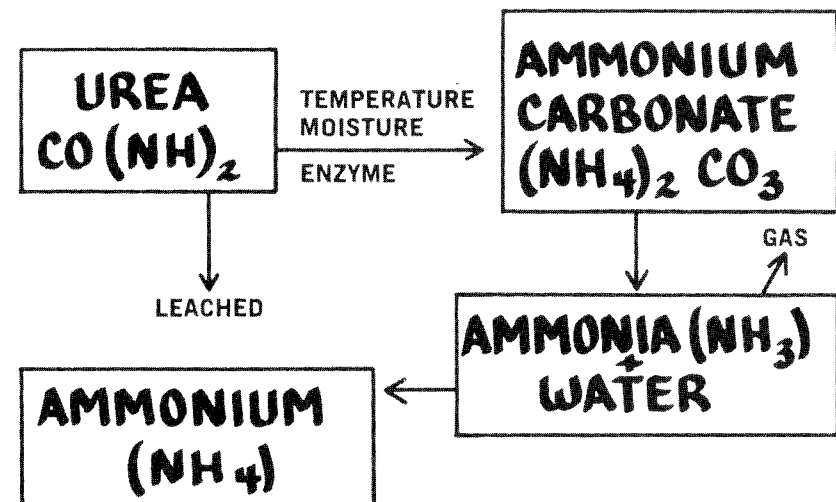 UREA
CO (NH)₂
TEMPERATURE
MOISTURE
ENZYME
AMMONIUM
CARBONATE
(NH₄)₂ CO₃
LEACHED
GAS
AMMONIA (NH₃)
+
WATER
AMMONIUM
(NH₄)